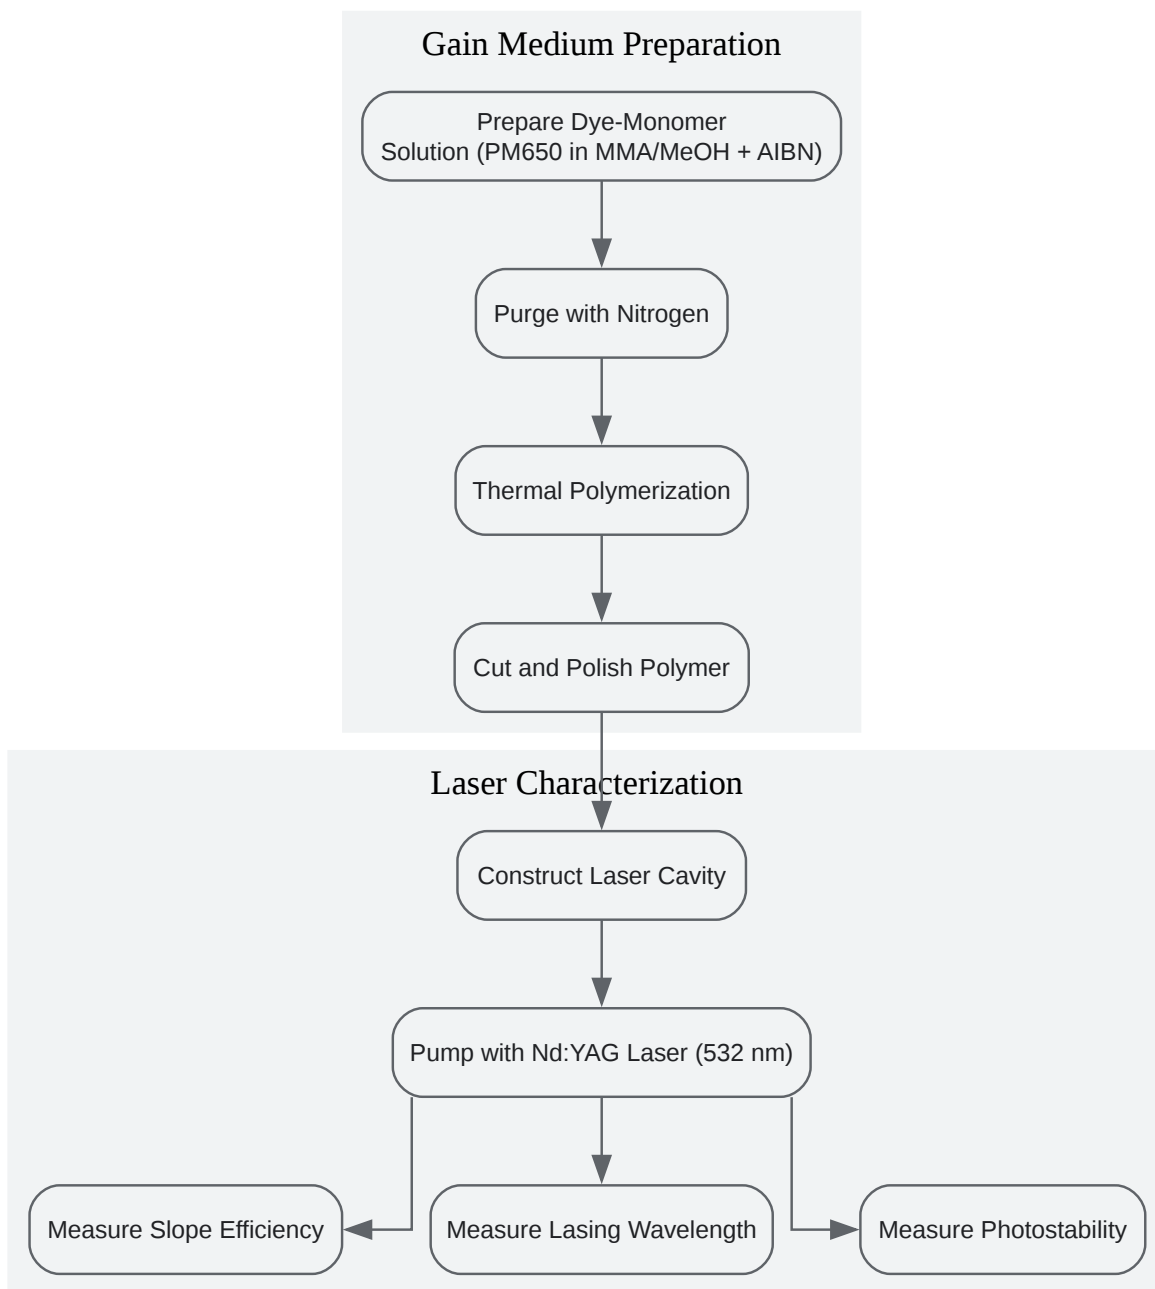 Gain Medium Preparation
Prepare Dye-Monomer
Solution (PM650 in MMA/MeOH + AIBN)
Purge with Nitrogen
Thermal Polymerization
Cut and Polish Polymer
Laser Characterization
Construct Laser Cavity
Pump with Nd:YAG Laser (532 nm)
Measure Slope Efficiency
Measure Lasing Wavelength
Measure Photostability